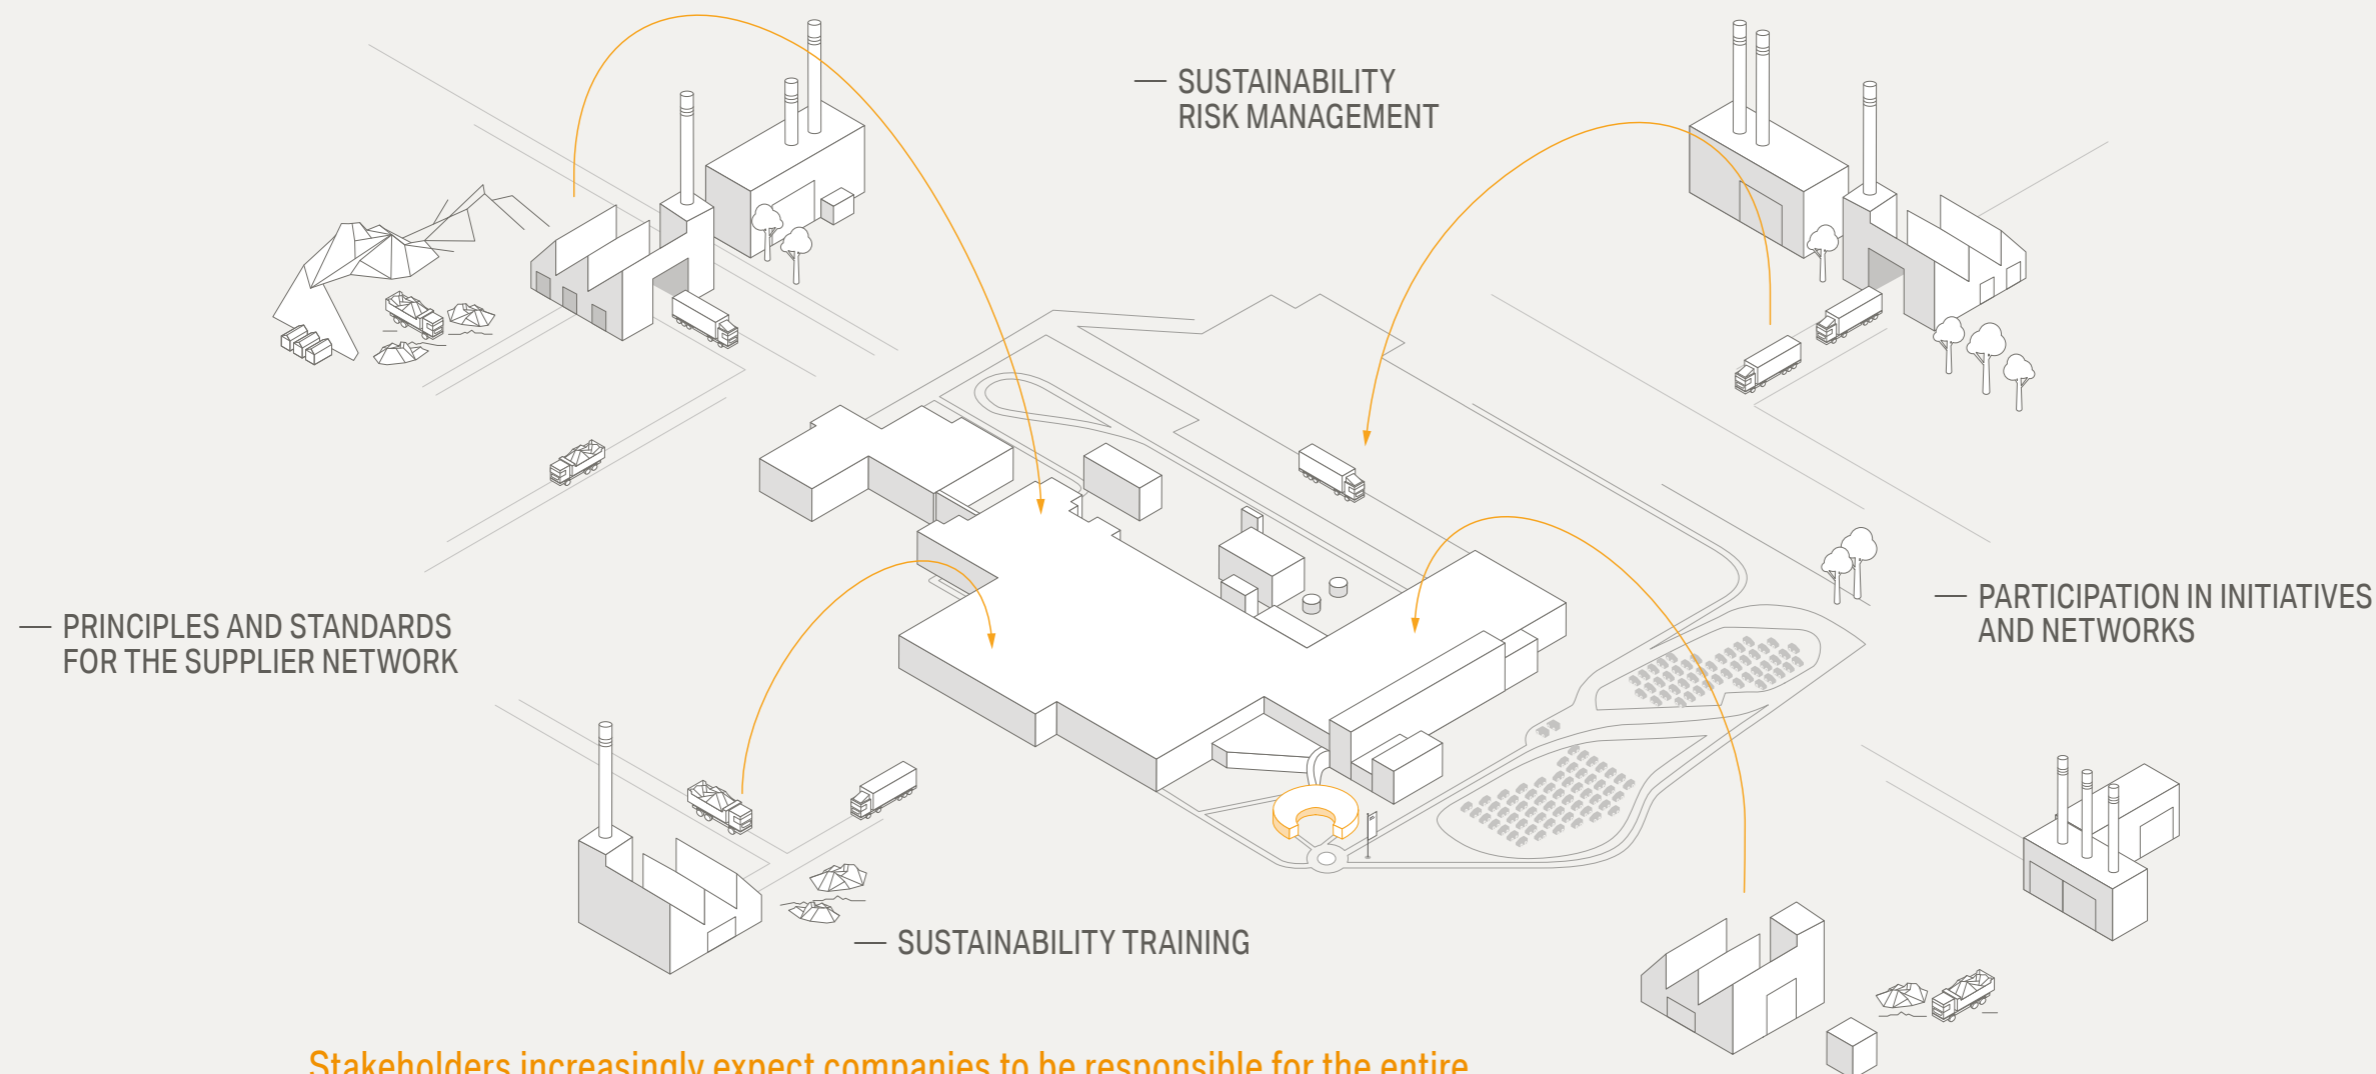 — SUSTAINABILITY
RISK MANAGEMENT
— PRINCIPLES AND STANDARDS
FOR THE SUPPLIER NETWORK
— PARTICIPATION IN INITIATIVES
AND NETWORKS
— SUSTAINABILITY TRAINING
Stakeholders increasingly expect companies to be responsible for the entire